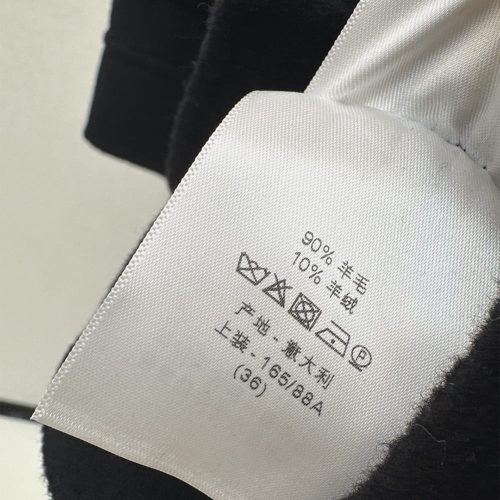 90% 羊毛
10% 羊绒
P
产地 - 意大利
上装 - 165/88A
(36)